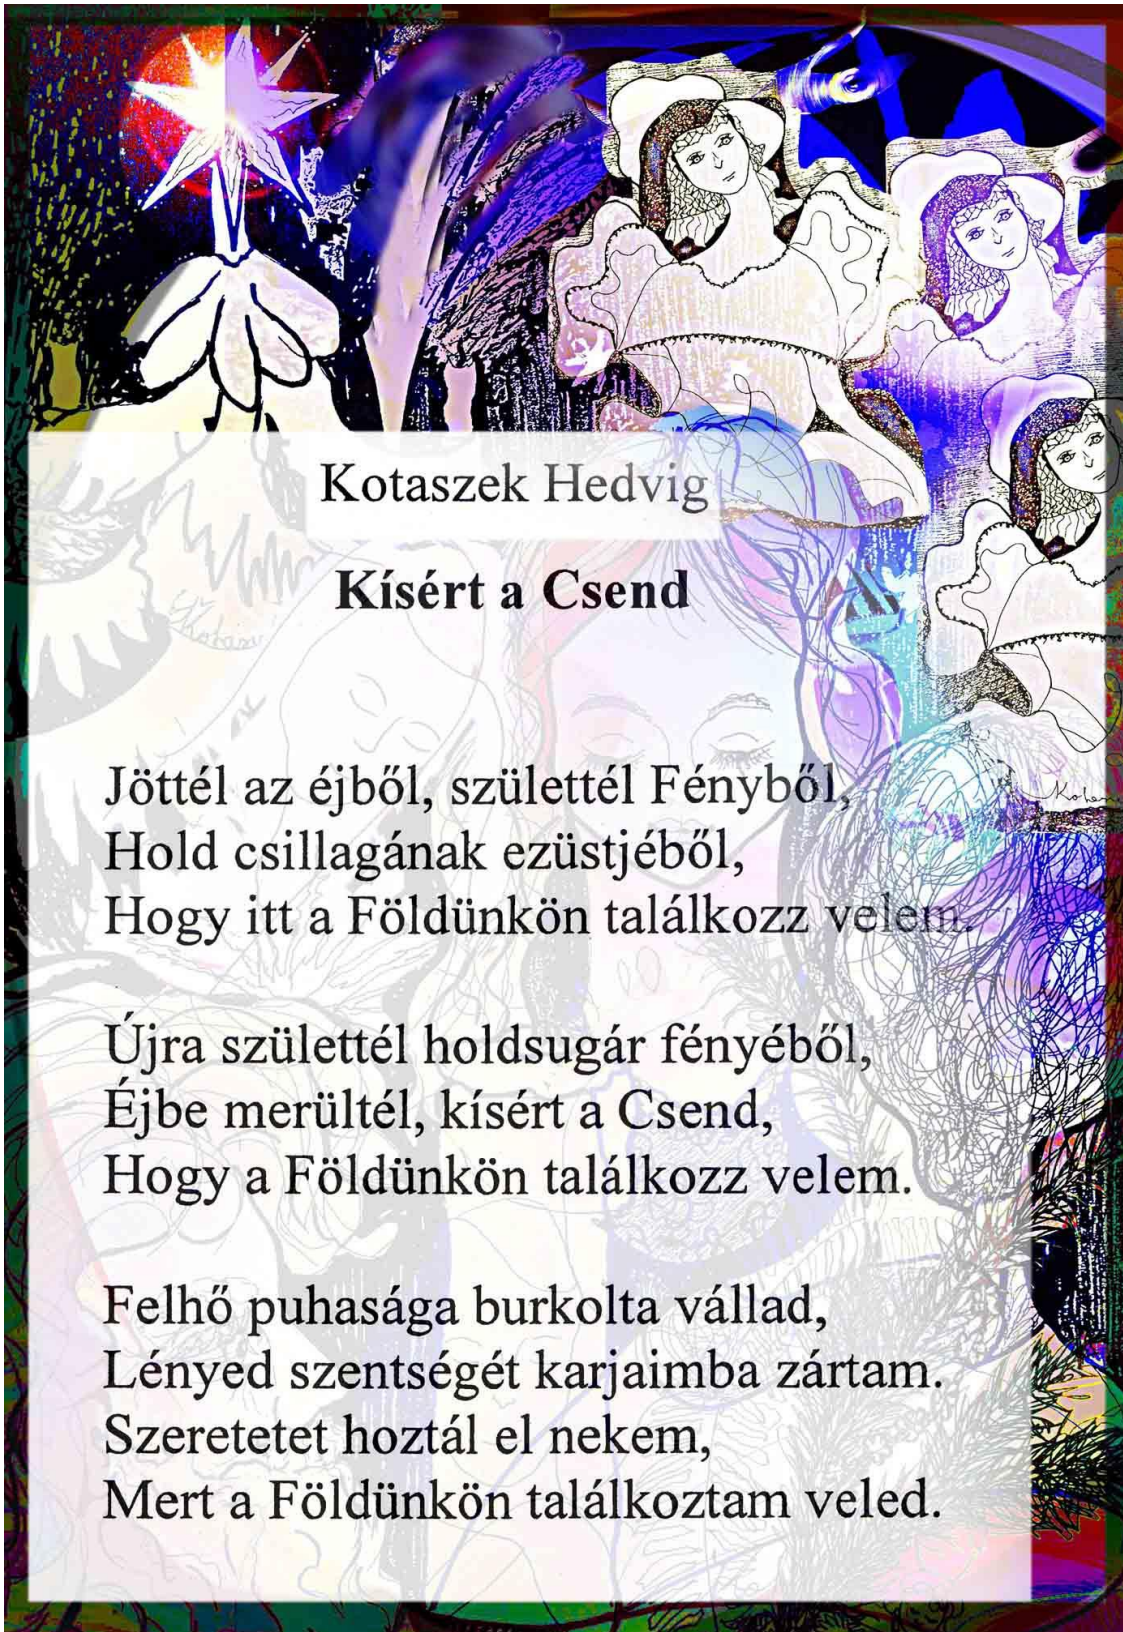 Kotaszek Hedvig
Kísért a Csend
Jöttél az éjből, születtél Fényből,
Hold csillagának ezüstjéből,
Hogy itt a Földünkön találkozz velem.
Újra születtél holdsugár fényéből,
Éjbe merültél, kísért a Csend,
Hogy a Földünkön találkozz velem.
Felhő puhasága burkolta vállad,
Lényed szentségét karjaimba zártam.
Szeretetet hoztál el nekem,
Mert a Földünkön találkoztam veled.